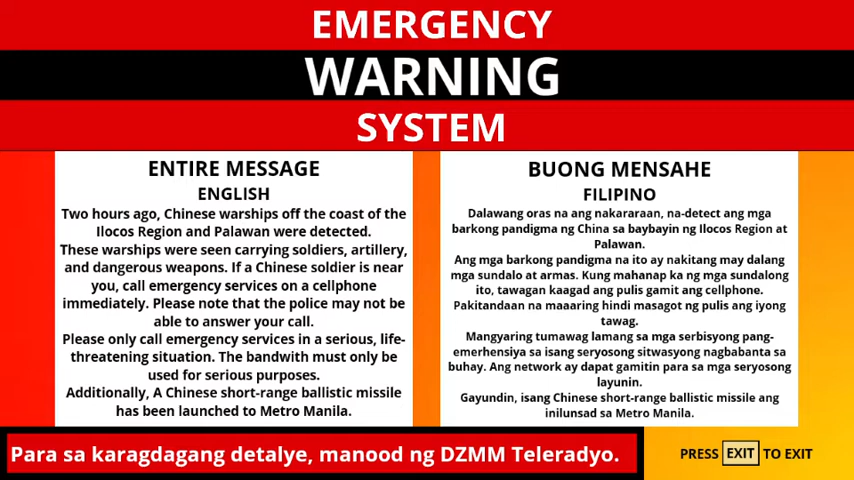 EMERGENCY
WARNING
SYSTEM
ENTIRE MESSAGE
ENGLISH
Two hours ago, Chinese warships off the coast of the
Ilocos Region and Palawan were detected.
These warships were seen carrying soldiers, artillery,
and dangerous weapons. If a Chinese soldier is near
you, call emergency services on a cellphone
immediately. Please note that the police may not be
able to answer your call.
Please only call emergency services in a serious, life-
threatening situation. The bandwith must only be
used for serious purposes.
Additionally, A Chinese short-range ballistic missile
has been launched to Metro Manila.
BUONG MENSAHE
FILIPINO
Dalawang oras na ang nakararaan, na-detect ang mga
barkong pandigma ng China sa baybayin ng Ilocos Region at
Palawan.
Ang mga barkong pandigma na ito ay nakitang may dalang
mga sundalo at armas. Kung mahanap ka ng mga sundalong
ito, tawagan kaagad ang pulis gamit ang cellphone.
Pakitandaan na maaaring hindi masagot ng pulis ang iyong
tawag.
Mangyaring tumawag lamang sa mga serbisyong pang-
emerhensiya sa isang seryosong sitwasyong nagbabanta sa
buhay. Ang network ay dapat gamitin para sa mga seryosong
layunin.
Gayundin, isang Chinese short-range ballistic missile ang
inilunsad sa Metro Manila.
Para sa karagdagang detalye, manood ng DZMM Teleradyo.
PRESS EXIT TO EXIT